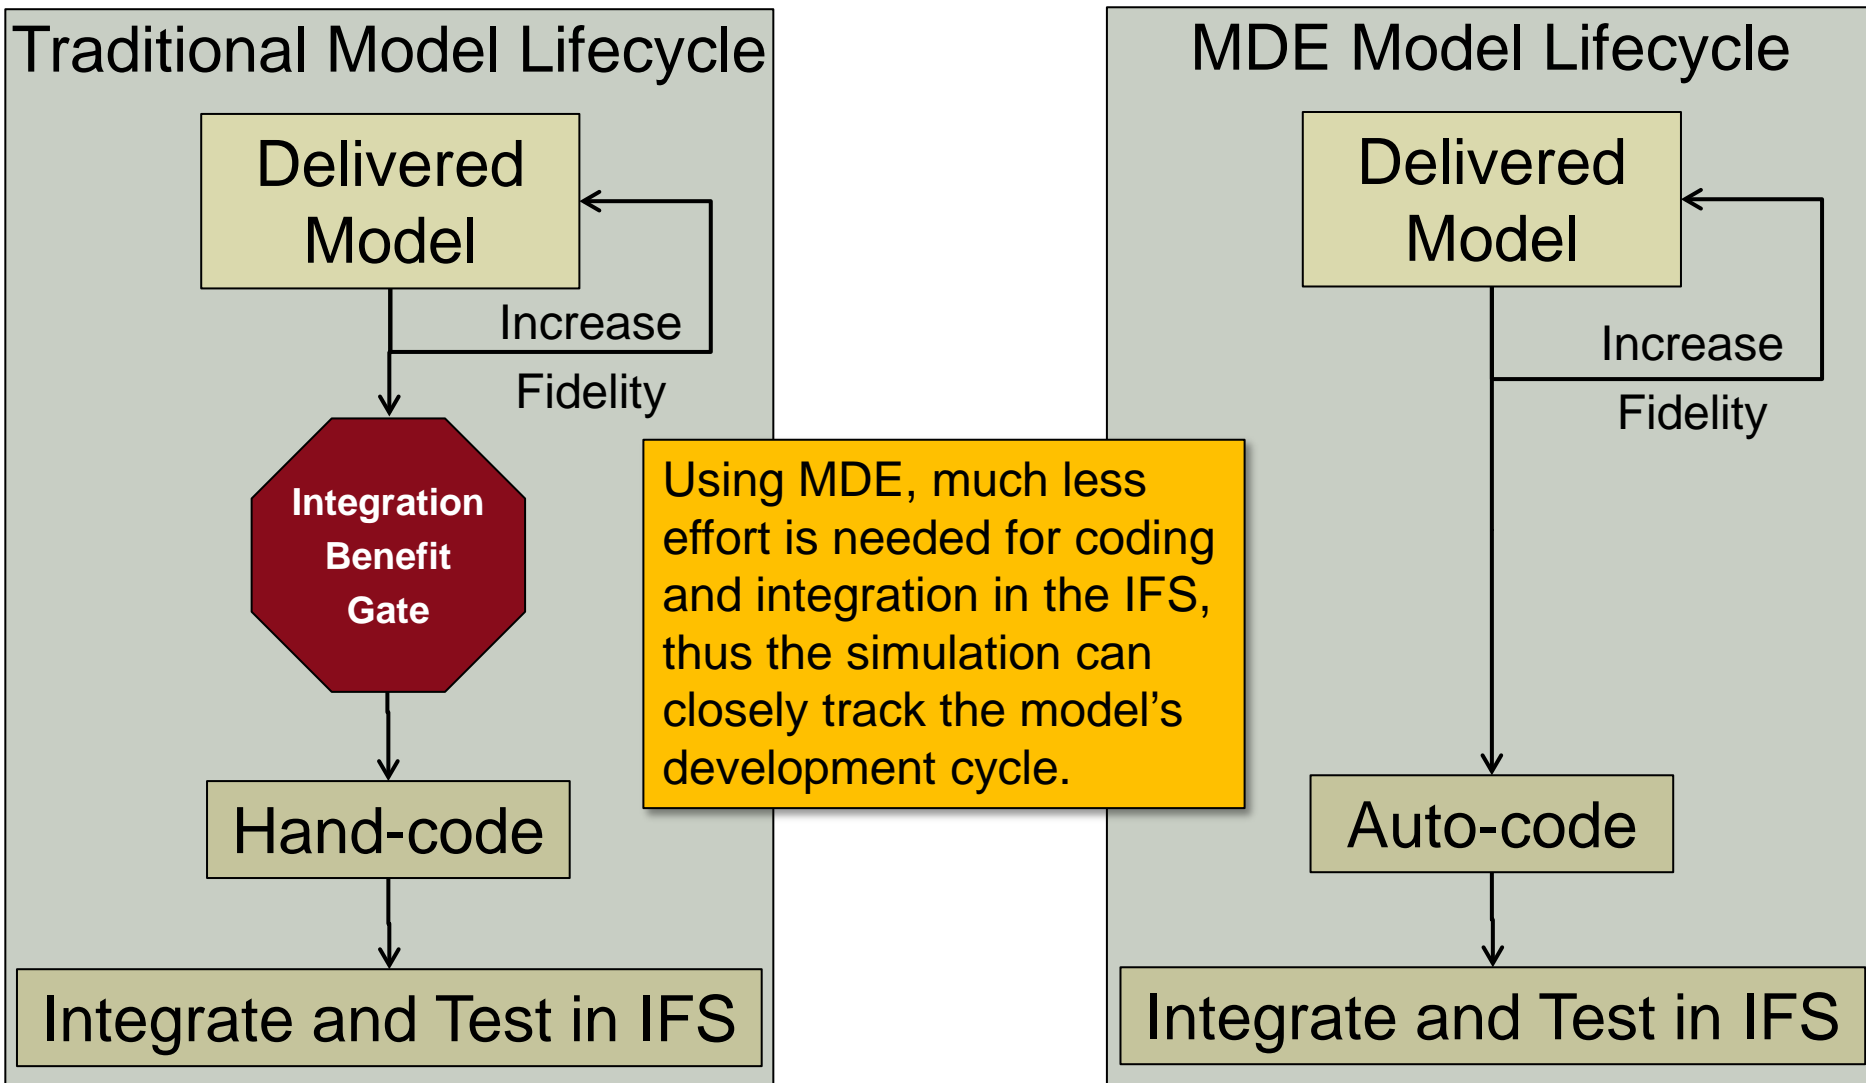 Traditional Model Lifecycle
Delivered
Model
Increase
Fidelity
Integration
Benefit
Gate
Hand-code
Integrate and Test in IFS
Using MDE, much less
effort is needed for coding
and integration in the IFS,
thus the simulation can
closely track the model’s
development cycle.
MDE Model Lifecycle
Delivered
Model
Increase
Fidelity
Auto-code
Integrate and Test in IFS